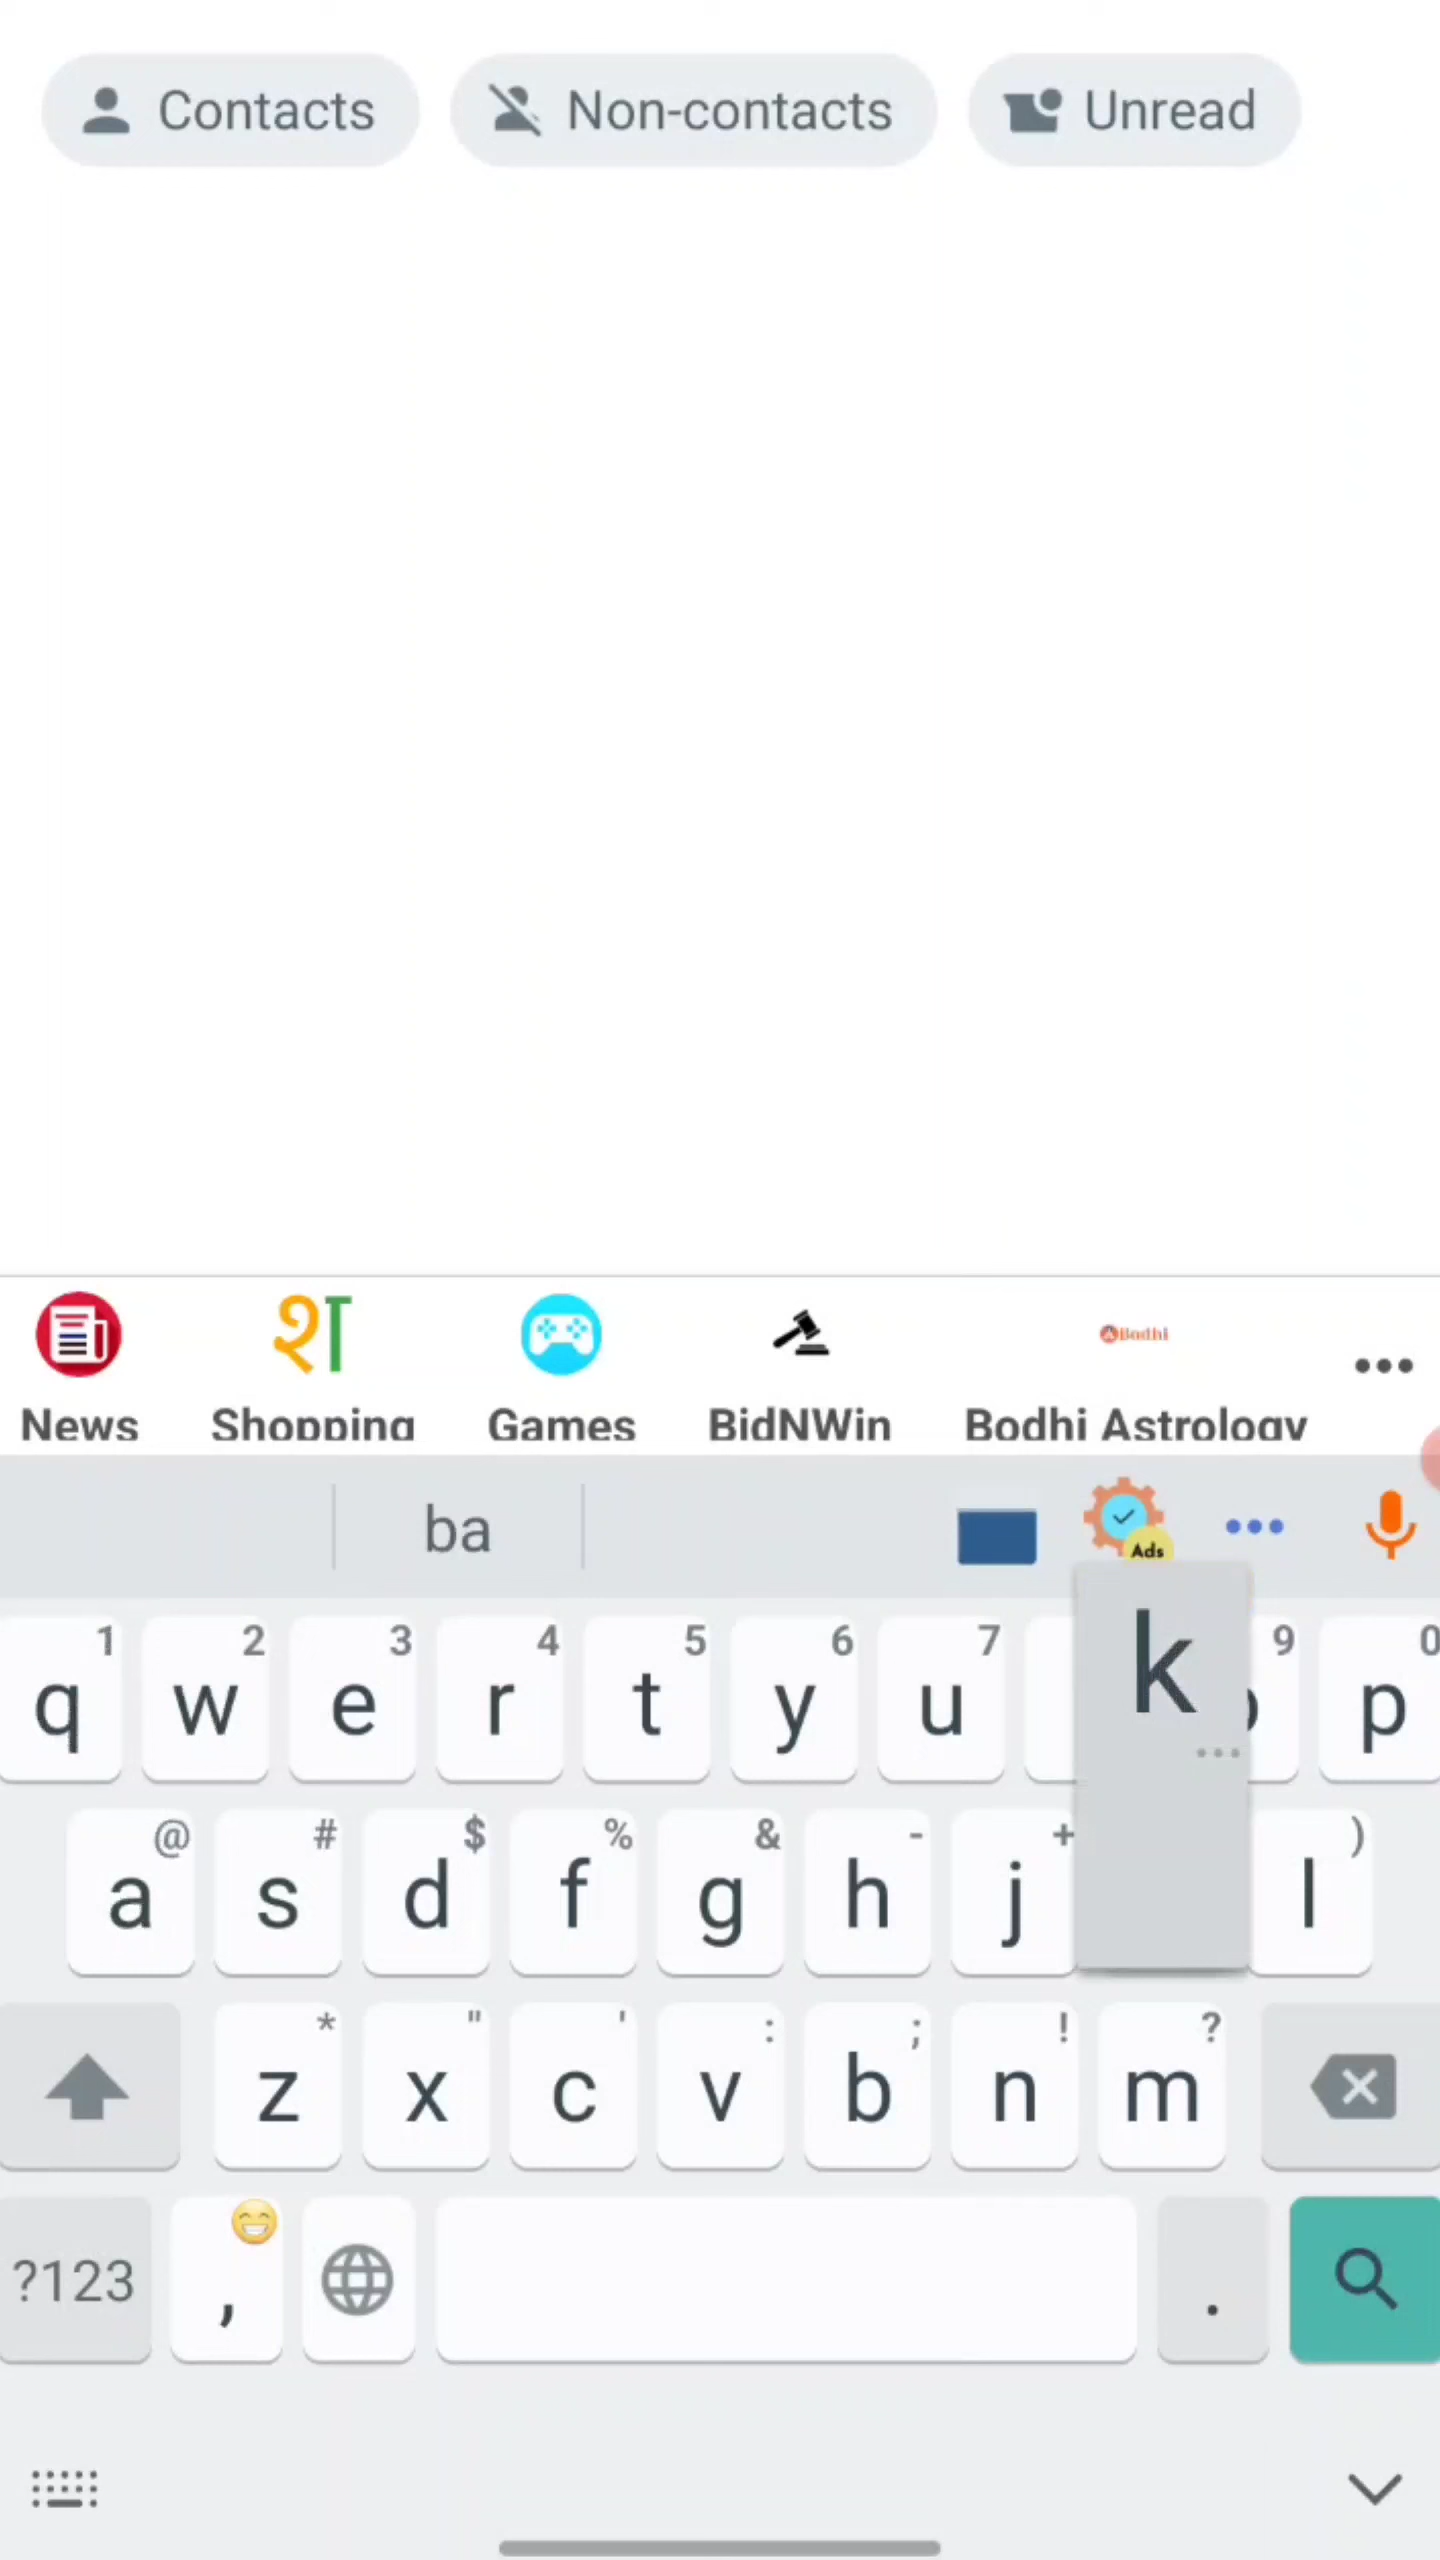 Contacts Non-contacts Unread
शा Bodhi
News Shopping Games BidNWin Bodhi Astrology
ba Ads
1 2 3 4 5 6 7 9 0
q w e r t y u k p
@ # $ % & - + )
a s d f g h j l
* " ' : ; ! ?
z x c v b n m
?123 , .